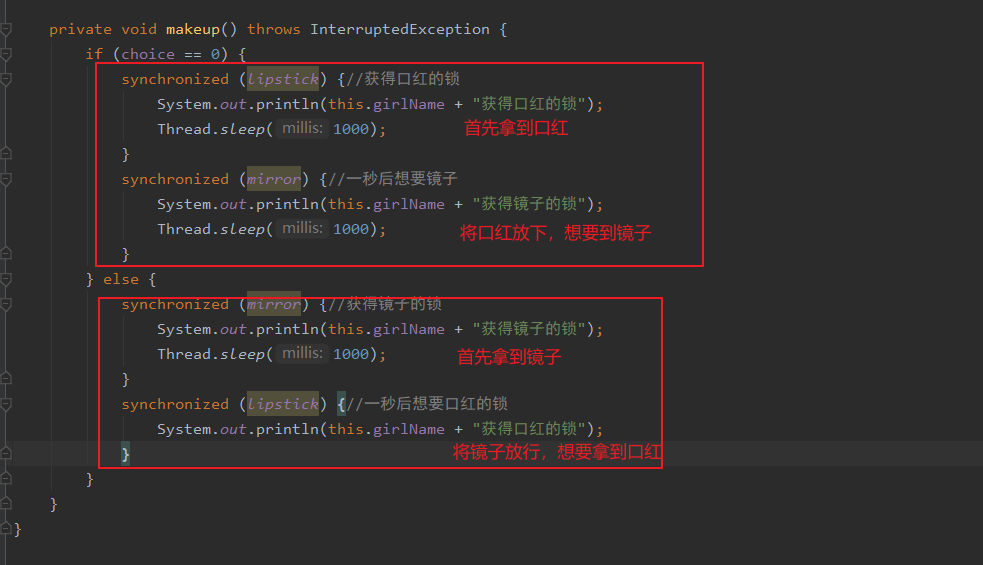 private void makeup() throws InterruptedException {
if (choice == 0) {
synchronized (lipstick) {//获得口红的锁
System.out.println(this.girlName + "获得口红的锁");
Thread.sleep( millis: 1000); 首先拿到口红
}
synchronized (mirror) {//一秒后想要镜子
System.out.println(this.girlName + "获得镜子的锁");
Thread.sleep( millis: 1000); 将口红放下，想要到镜子
}
} else {
synchronized (mirror) {//获得镜子的锁
System.out.println(this.girlName + "获得镜子的锁");
Thread.sleep( millis: 1000); 首先拿到镜子
}
synchronized (lipstick) {//一秒后想要口红的锁
System.out.println(this.girlName + "获得口红的锁");
} 将镜子放行，想要拿到口红
}
}
}